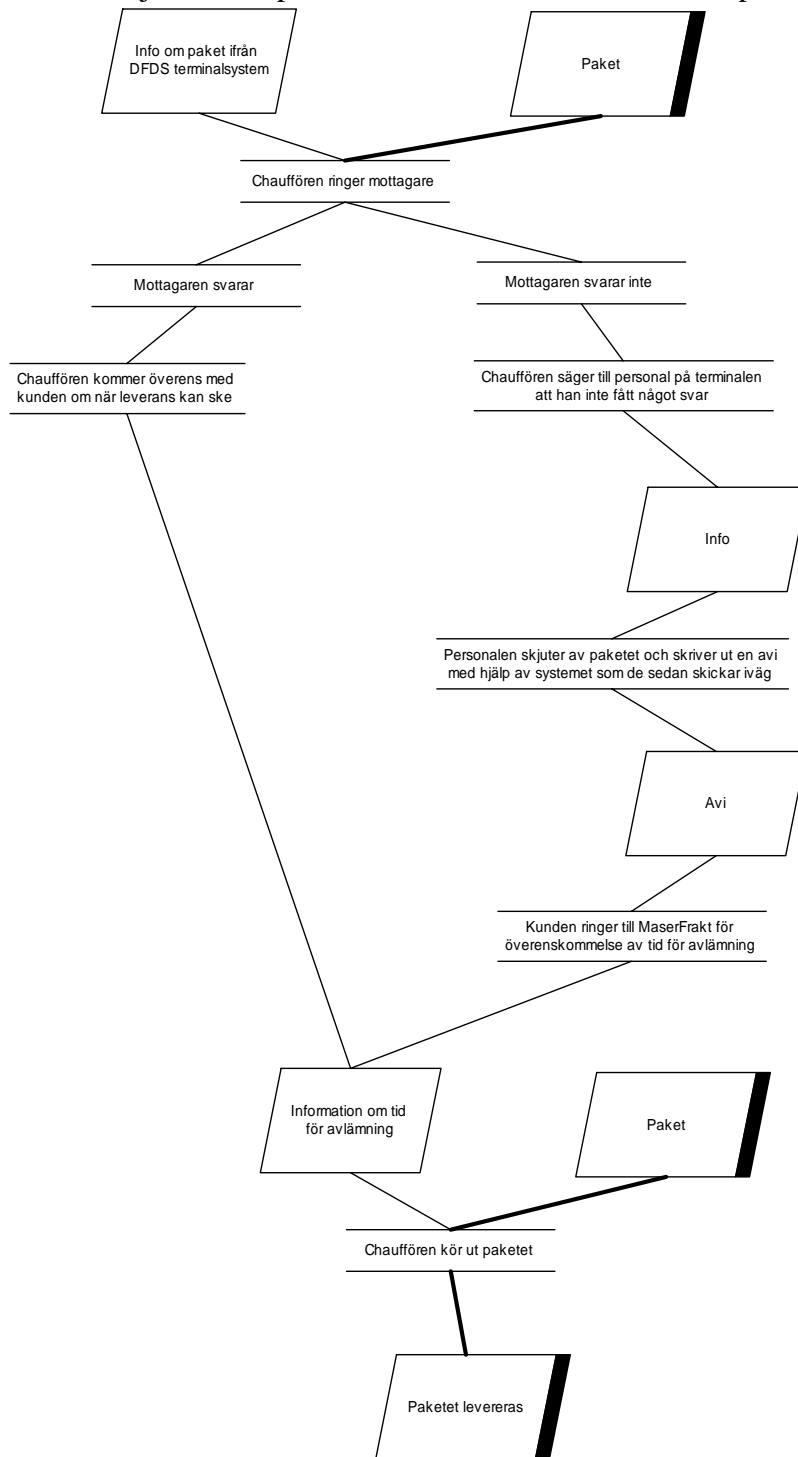 Info om paket ifrån
DFDS terminalsystem
Paket
Chauffören ringer mottagare
Mottagaren svarar
Mottagaren svarar inte
Chauffören kommer överens med
kunden om när leverans kan ske
Chauffören säger till personal på terminalen
att han inte fått något svar
Info
Personalen skjuter av paketet och skriver ut en avi
med hjälp av systemet som de sedan skickar iväg
Avi
Kunden ringer till MaserFrakt för
överenskommelse av tid för avlämning
Information om tid
för avlämning
Paket
Chauffören kör ut paketet
Paketet levereras